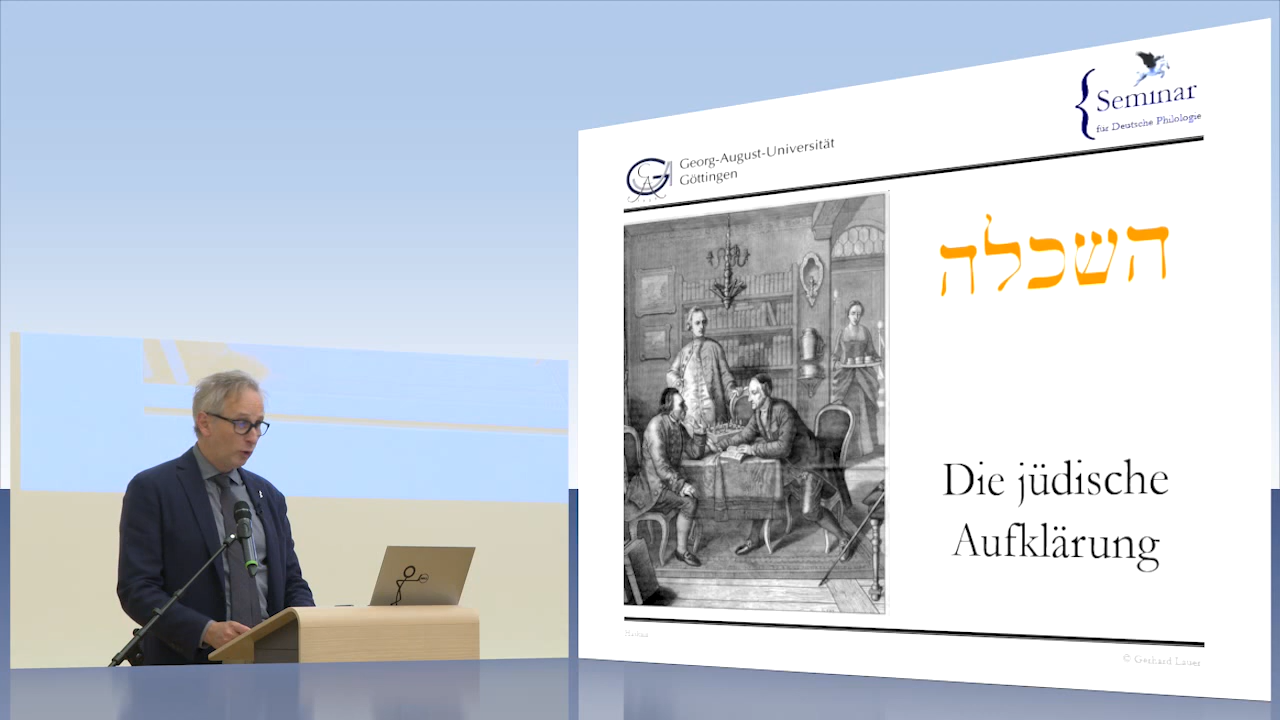 Seminar
für Deutsche Philologie
Georg-August-Universität
Göttingen
השכלה
Die jüdische
Aufklärung
© Gerhard Lauer